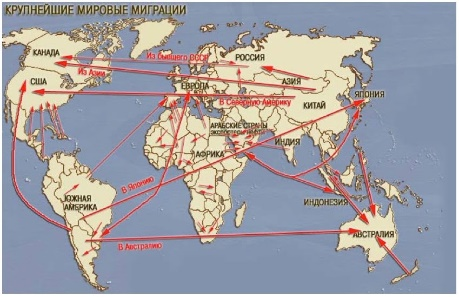 КРУПНЕЙШИЕ МИРОВЫЕ МИГРАЦИИ
КАНАДА
Из бывшего СССР
РОССИЯ
США
Из Азии
АЗИЯ
ЕВРОПА
В Северную Америку
ЯПОНИЯ
КИТАЙ
АРАБСКИЕ СТРАНЫ
ИНДИЯ
АФРИКА
В Японию
ЮЖНАЯ
АМЕРИКА
ИНДОНЕЗИЯ
АВСТРАЛИЯ
В Австралию